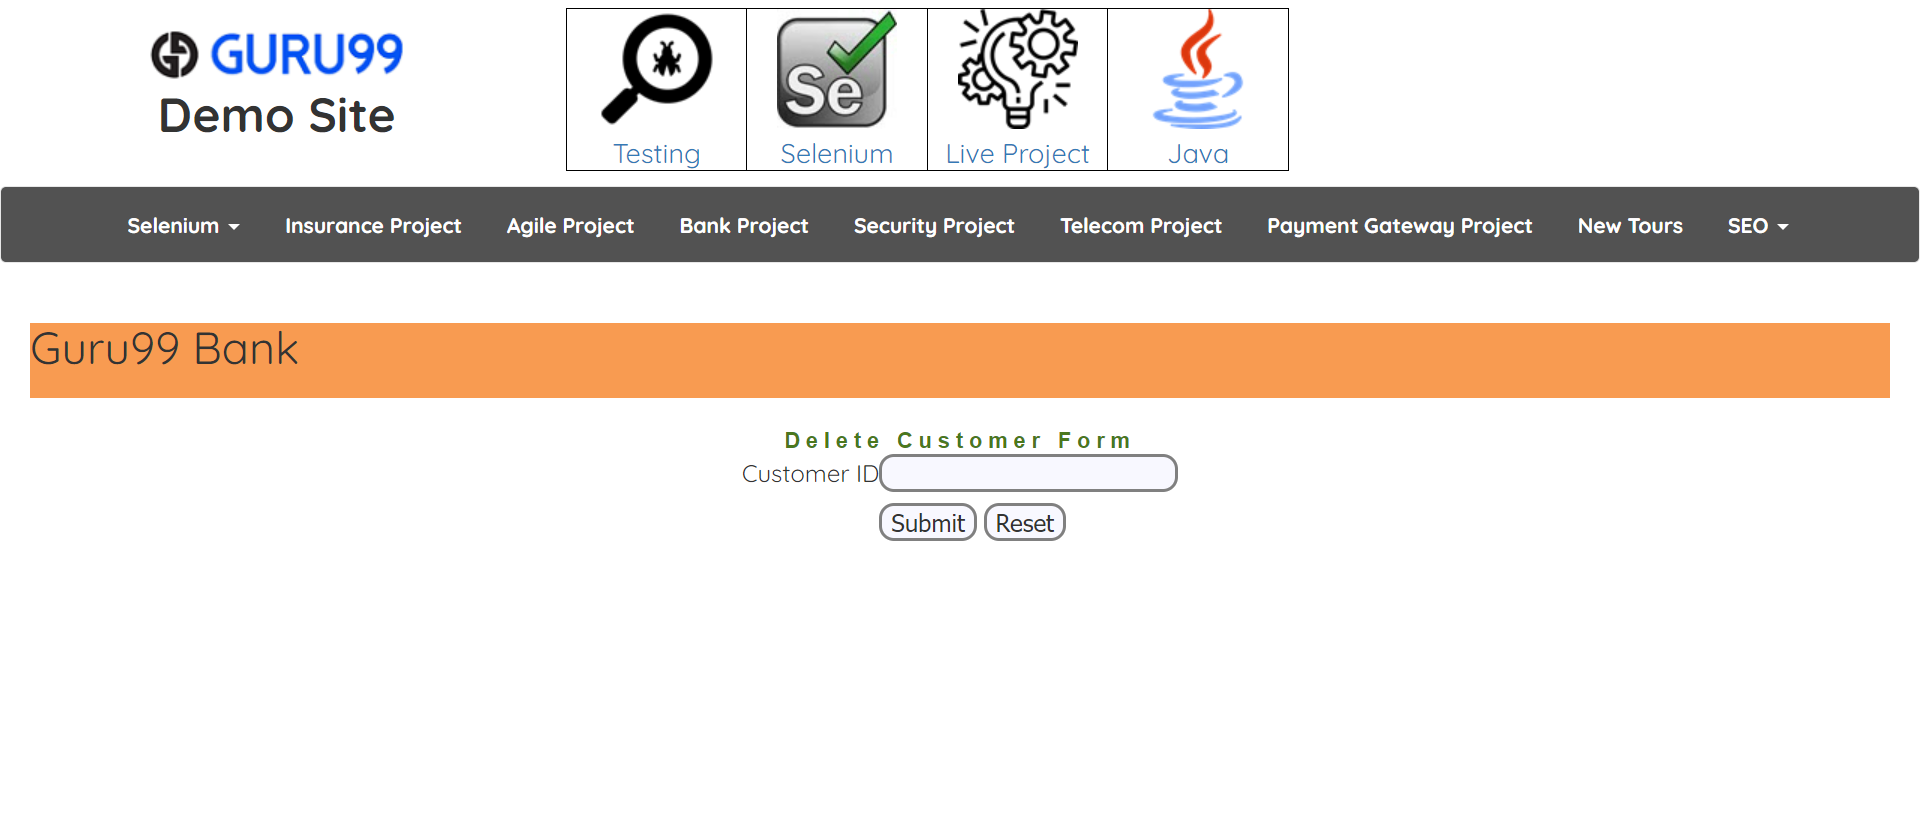 GURU99
Demo Site
Se
Testing
Selenium
Live Project
Java
Selenium
Insurance Project
Agile Project
Bank Project
Security Project
Telecom Project
Payment Gateway Project
New Tours
SEO
Guru99 Bank
Delete Customer Form
Customer ID
Submit
Reset